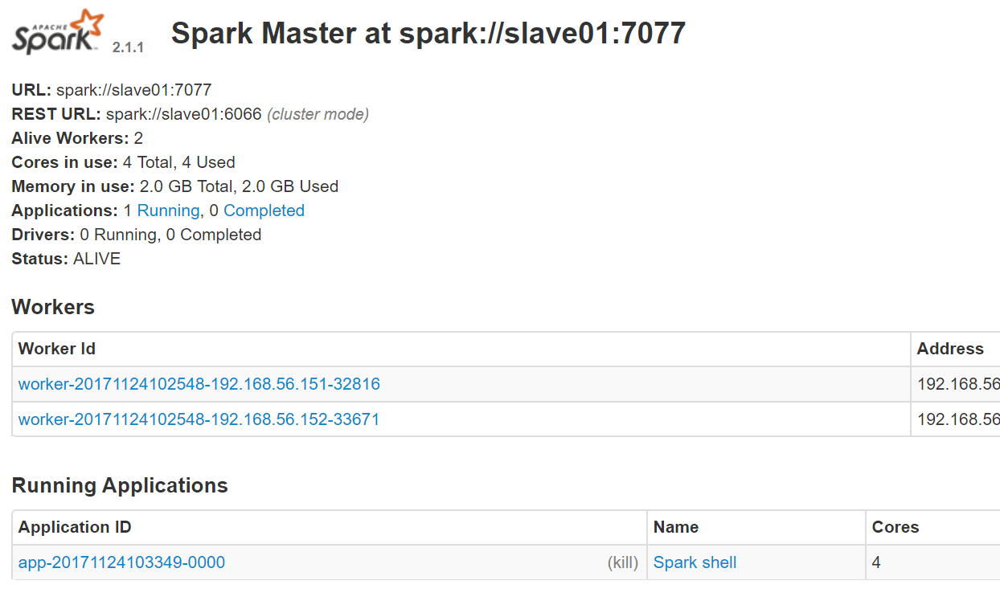 APACHE
Spark 2.1.1 Spark Master at spark://slave01:7077
URL: spark://slave01:7077
REST URL: spark://slave01:6066 (cluster mode)
Alive Workers: 2
Cores in use: 4 Total, 4 Used
Memory in use: 2.0 GB Total, 2.0 GB Used
Applications: 1 Running, 0 Completed
Drivers: 0 Running, 0 Completed
Status: ALIVE
Workers
Worker Id Address
worker-20171124102548-192.168.56.151-32816 192.168.56
worker-20171124102548-192.168.56.152-33671 192.168.56
Running Applications
Application ID Name Cores
app-20171124103349-0000 (kill) Spark shell 4